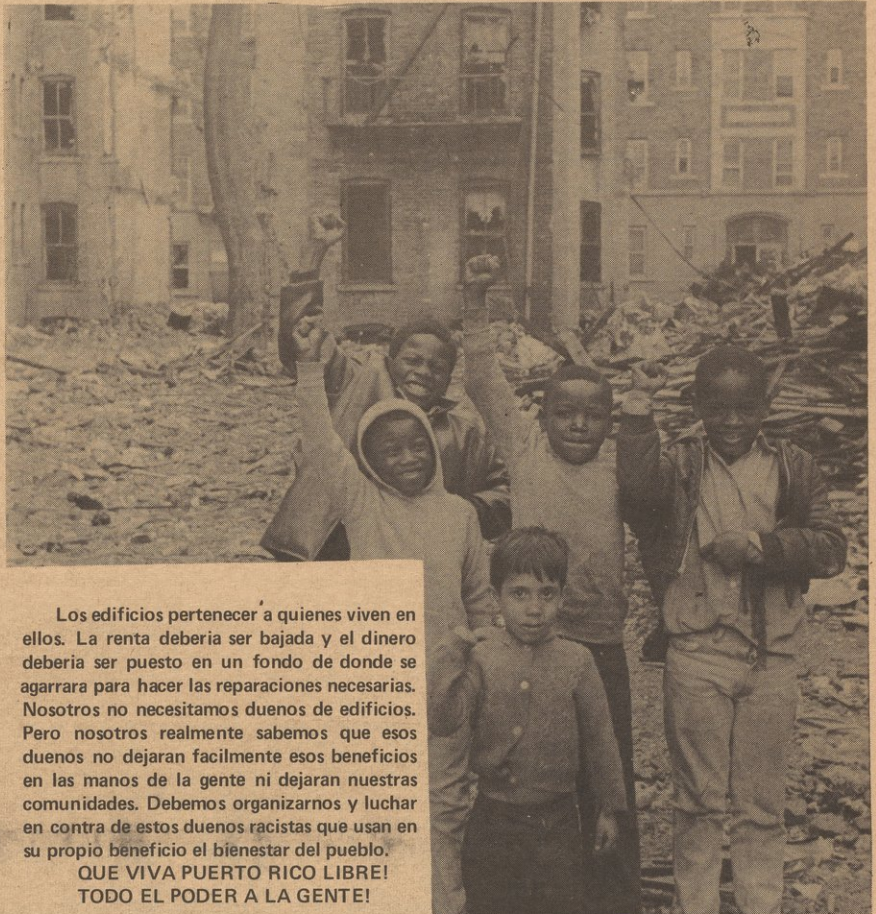 Los edificios pertenecer a quienes viven en
ellos. La renta deberia ser bajada y el dinero
deberia ser puesto en un fondo de donde se
agarrara para hacer las reparaciones necesarias.
Nosotros no necesitamos duenos de edificios.
Pero nosotros realmente sabemos que esos
duenos no dejaran facilmente esos beneficios
en las manos de la gente ni dejaran nuestras
comunidades. Debemos organizarnos y luchar
en contra de estos duenos racistas que usan en
su propio beneficio el bienestar del pueblo.
QUE VIVA PUERTO RICO LIBRE!
TODO EL PODER A LA GENTE!